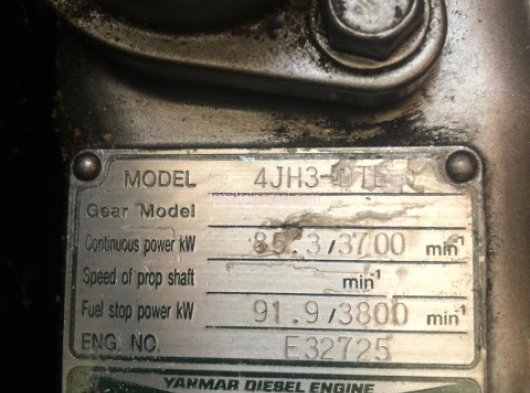 MODEL 4JH3-DTE
Gear Model
Continuous power kW 85.3/3700 min⁻¹
Speed of prop shaft min⁻¹
Fuel stop power kW 91.9/3800 min⁻¹
ENG. NO. E32725
YANMAR DIESEL ENGINE